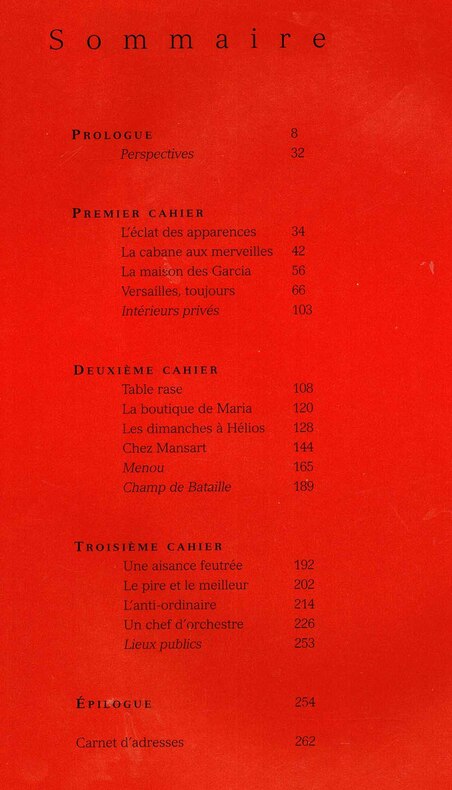 Sommaire
PROLOGUE 8
Perspectives 32
PREMIER CAHIER
L'éclat des apparences 34
La cabane aux merveilles 42
La maison des Garcia 56
Versailles, toujours 66
Intérieurs privés 103
DEUXIÈME CAHIER
Table rase 108
La boutique de Maria 120
Les dimanches à Hélios 128
Chez Mansart 144
Menou 165
Champ de Bataille 189
TROISIÈME CAHIER
Une aisance feutrée 192
Le pire et le meilleur 202
L'anti-ordinaire 214
Un chef d'orchestre 226
Lieux publics 253
ÉPILOGUE 254
Carnet d'adresses 262